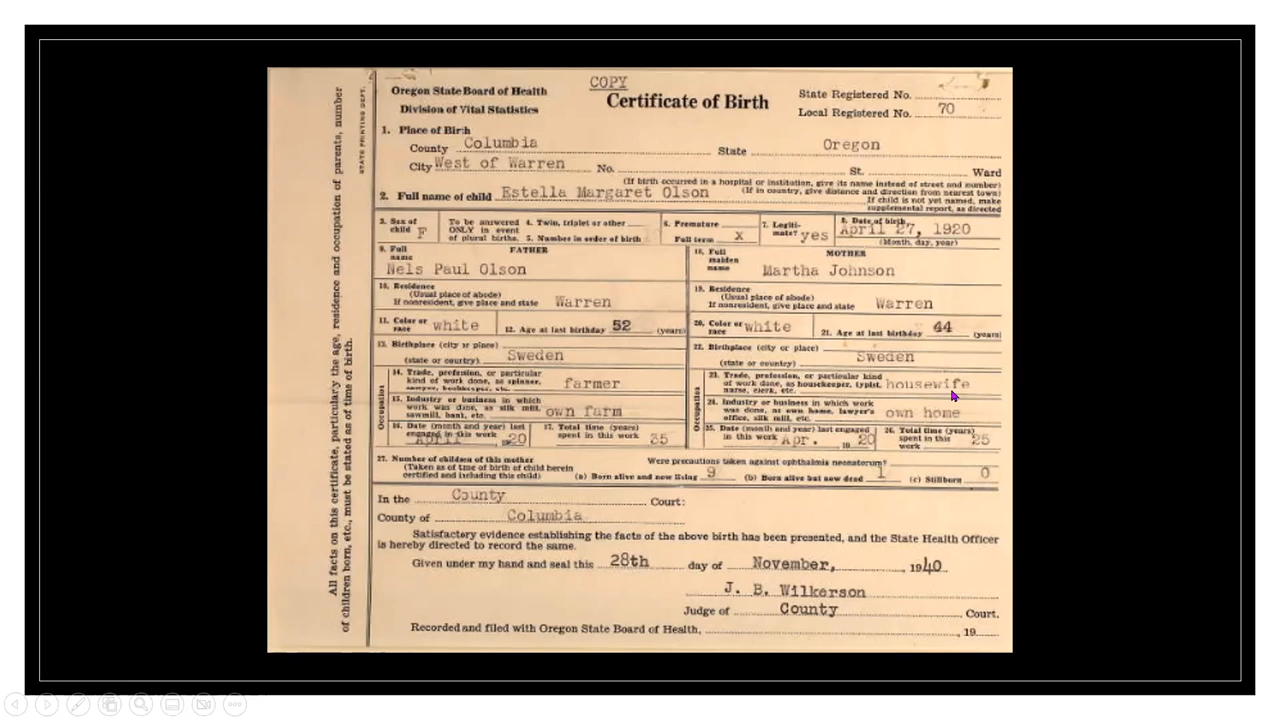 COPY
Oregon State Board of Health
Division of Vital Statistics
Certificate of Birth
State Registered No.
Local Registered No. 70
1. Place of Birth
County Columbia State Oregon
City West of Warren No. St. Ward
(If birth occurred in a hospital or institution, give its name instead of street and number)
2. Full name of child Estella Margaret Olson
(If in country, give distance and direction from nearest town)
If child is not yet named, make
supplemental report, as directed
3. Sex of child F
To be answered ONLY in event of plural births.
4. Twin, triplet or other
5. Number in order of birth
6. Premature
Full term X
7. Legitimate? yes
8. Date of birth April 27, 1920
(Month, day, year)
FATHER
9. Full name
Nels Paul Olson
10. Residence
(Usual place of abode)
If nonresident, give place and state Warren
11. Color or race white
12. Age at last birthday 52 (years)
13. Birthplace (city or place)
(state or country) Sweden
Occupation
14. Trade, profession, or particular
kind of work done, as spinner,
sawyer, bookkeeper, etc. farmer
15. Industry or business in which
work was done, as silk mill,
sawmill, bank, etc. own farm
16. Date (month and year) last
engaged in this work April 1920
17. Total time (years)
spent in this work 35
MOTHER
18. Full maiden name
Martha Johnson
19. Residence
(Usual place of abode)
If nonresident, give place and state Warren
20. Color or race white
21. Age at last birthday 44 (years)
22. Birthplace (city or place)
(state or country) Sweden
Occupation
23. Trade, profession, or particular kind
of work done, as housekeeper, typist,
nurse, clerk, etc. housewife
24. Industry or business in which work
was done, as own home, lawyer's
office, silk mill, etc. own home
25. Date (month and year) last engaged
in this work Apr. 1920
26. Total time (years)
spent in this work 25
27. Number of children of this mother
(Taken as of time of birth of child herein
certified and including this child)
Were precautions taken against ophthalmia neonatorum?
(a) Born alive and now living 9 (b) Born alive but now dead 1 (c) Stillborn 0
In the County Court:
County of Columbia
Satisfactory evidence establishing the facts of the above birth has been presented, and the State Health Officer
is hereby directed to record the same.
Given under my hand and seal this 28th day of November, 1940
J. B. Wilkerson
Judge of County Court.
Recorded and filed with Oregon State Board of Health, , 19
All facts on this certificate, particularly the age, residence and occupation of parents, number
of children born, etc., must be stated as of time of birth.
STATE PRINTING DEPT.